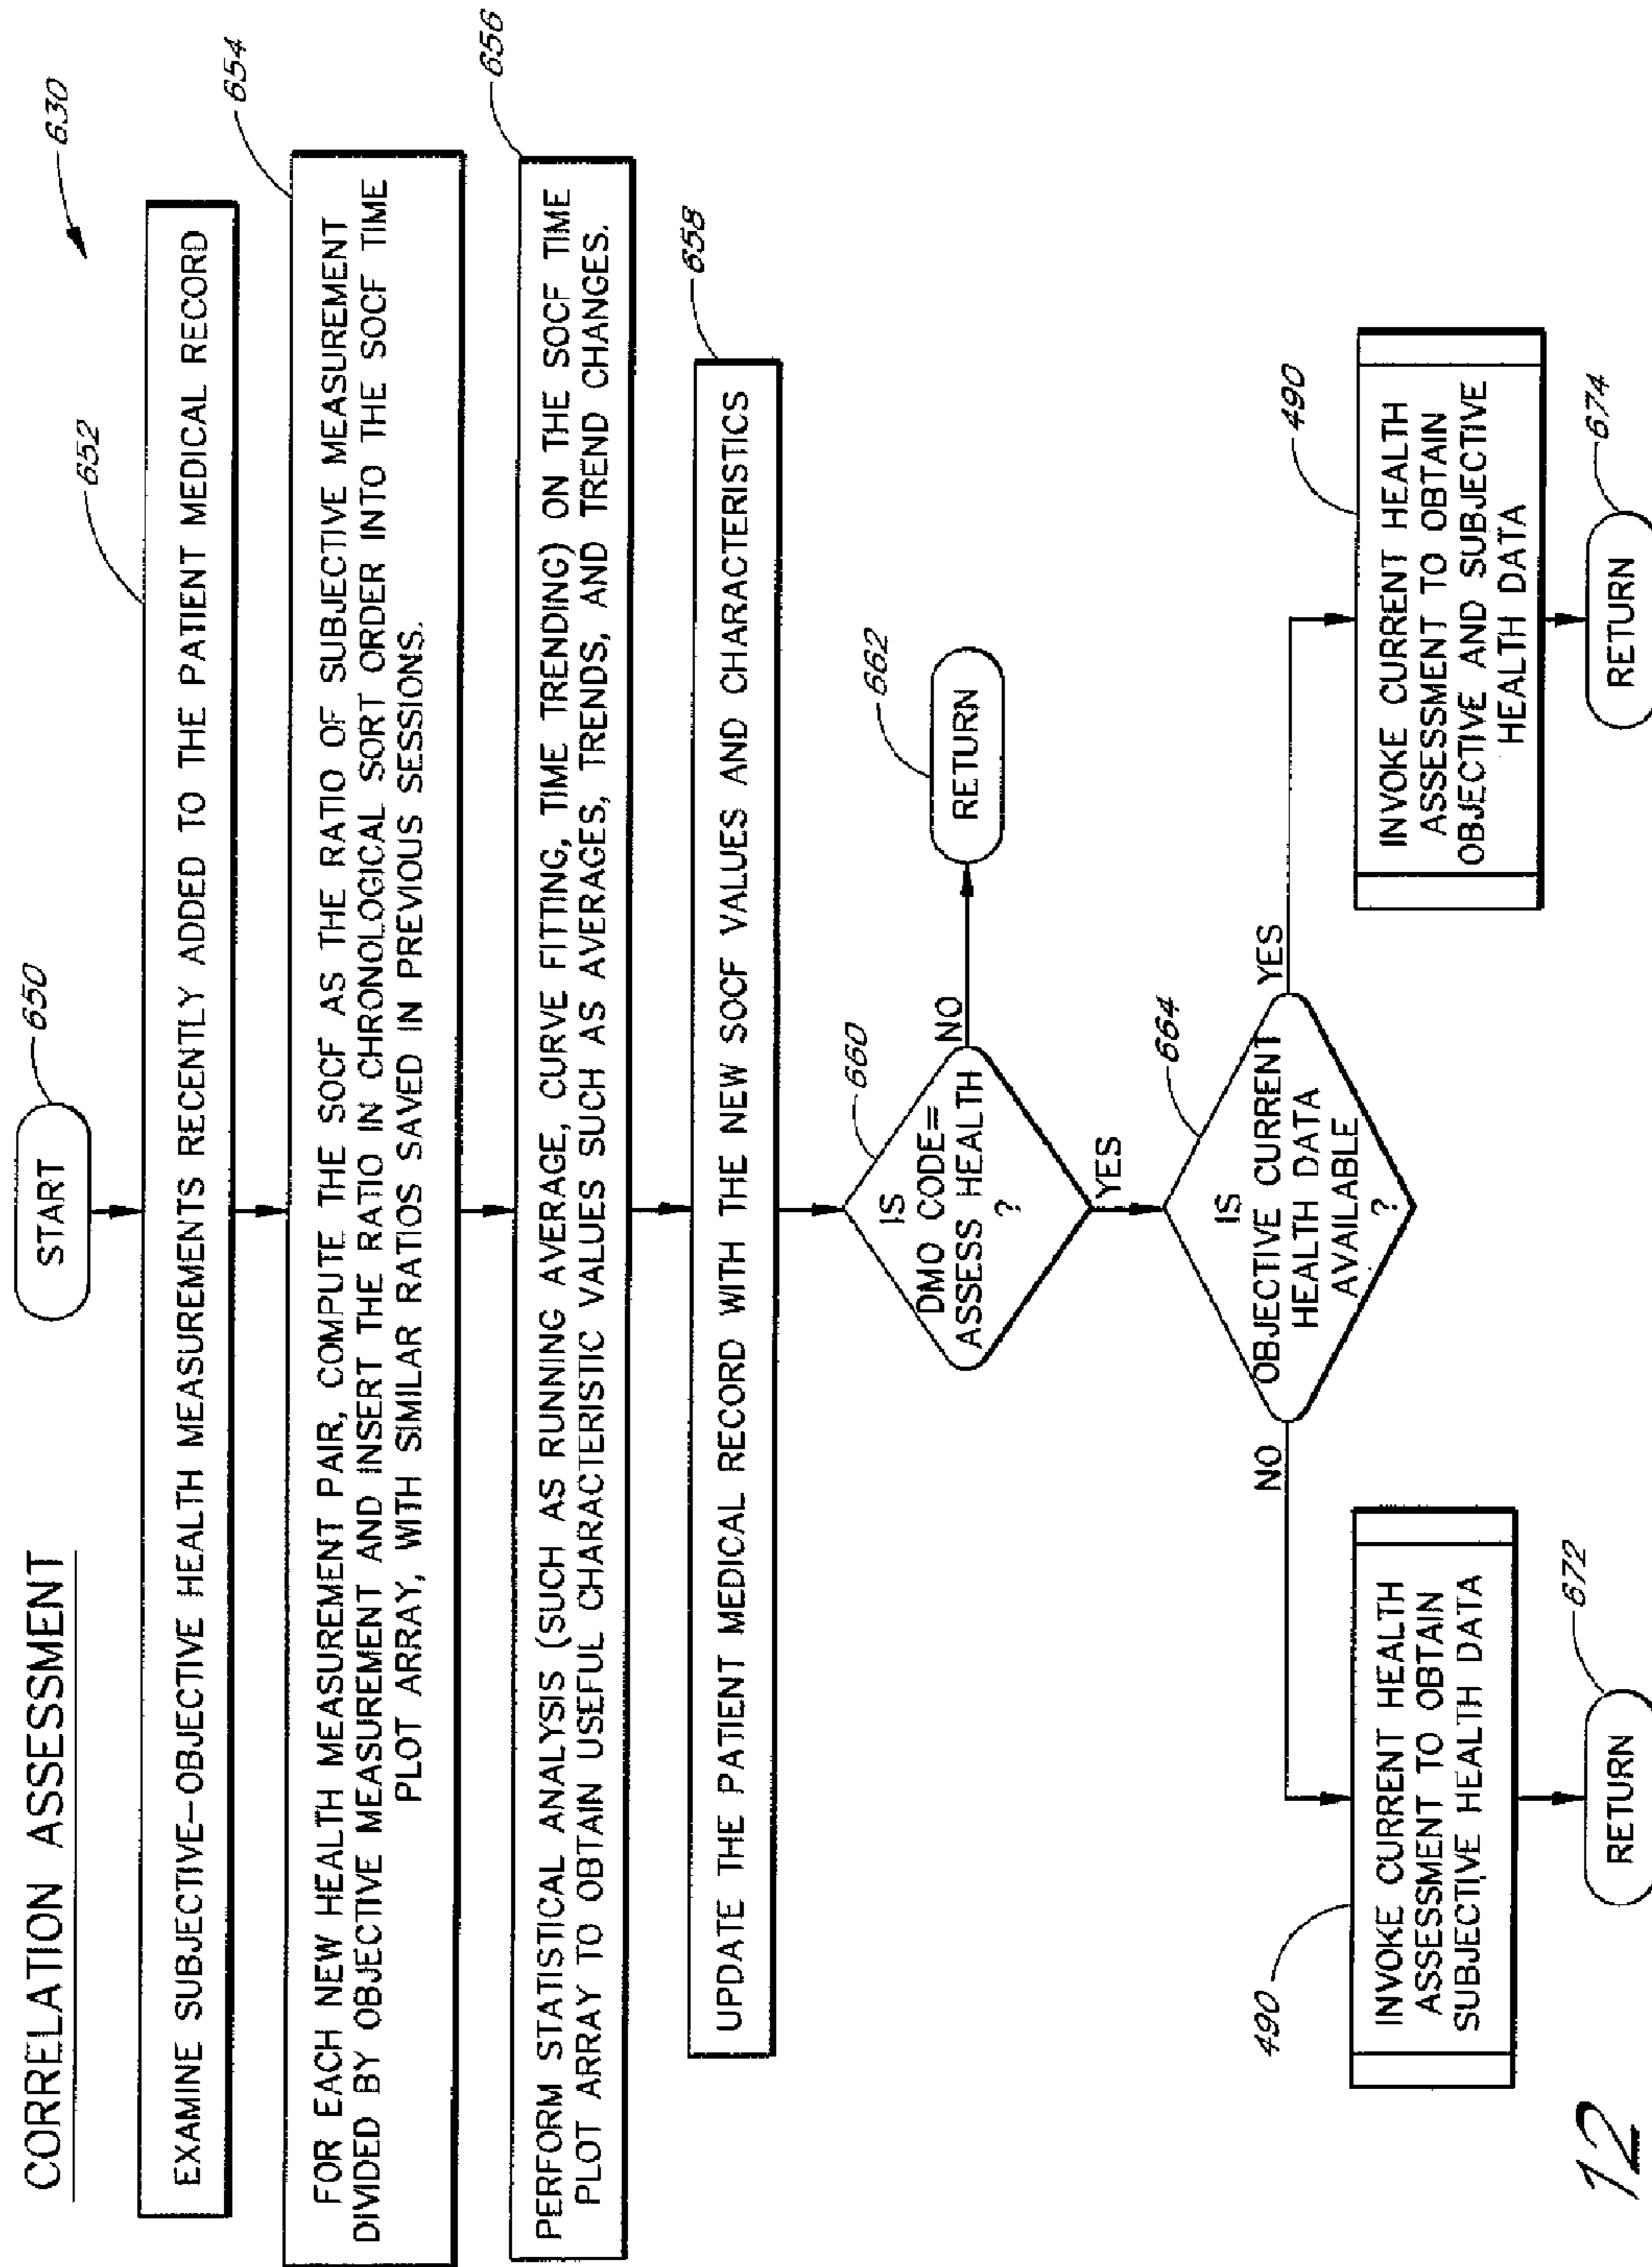 CORRELATION ASSESSMENT
630
START
650
EXAMINE SUBJECTIVE-OBJECTIVE HEALTH MEASUREMENTS RECENTLY ADDED TO THE PATIENT MEDICAL RECORD
652
FOR EACH NEW HEALTH MEASUREMENT PAIR, COMPUTE THE SOCF AS THE RATIO OF SUBJECTIVE MEASUREMENT
DIVIDED BY OBJECTIVE MEASUREMENT AND INSERT THE RATIO IN CHRONOLOGICAL SORT ORDER INTO THE SOCF TIME
PLOT ARRAY, WITH SIMILAR RATIOS SAVED IN PREVIOUS SESSIONS.
654
PERFORM STATISTICAL ANALYSIS (SUCH AS RUNNING AVERAGE, CURVE FITTING, TIME TRENDING) ON THE SOCF TIME
PLOT ARRAY TO OBTAIN USEFUL CHARACTERISTIC VALUES SUCH AS AVERAGES, TRENDS, AND TREND CHANGES.
656
UPDATE THE PATIENT MEDICAL RECORD WITH THE NEW SOCF VALUES AND CHARACTERISTICS
658
IS
DMO CODE=
ASSESS HEALTH
?
660
NO
RETURN
662
YES
IS
OBJECTIVE CURRENT
HEALTH DATA
AVAILABLE
?
664
NO
YES
490
INVOKE CURRENT HEALTH
ASSESSMENT TO OBTAIN
SUBJECTIVE HEALTH DATA
RETURN
672
INVOKE CURRENT HEALTH
ASSESSMENT TO OBTAIN
OBJECTIVE AND SUBJECTIVE
HEALTH DATA
490
RETURN
674
12